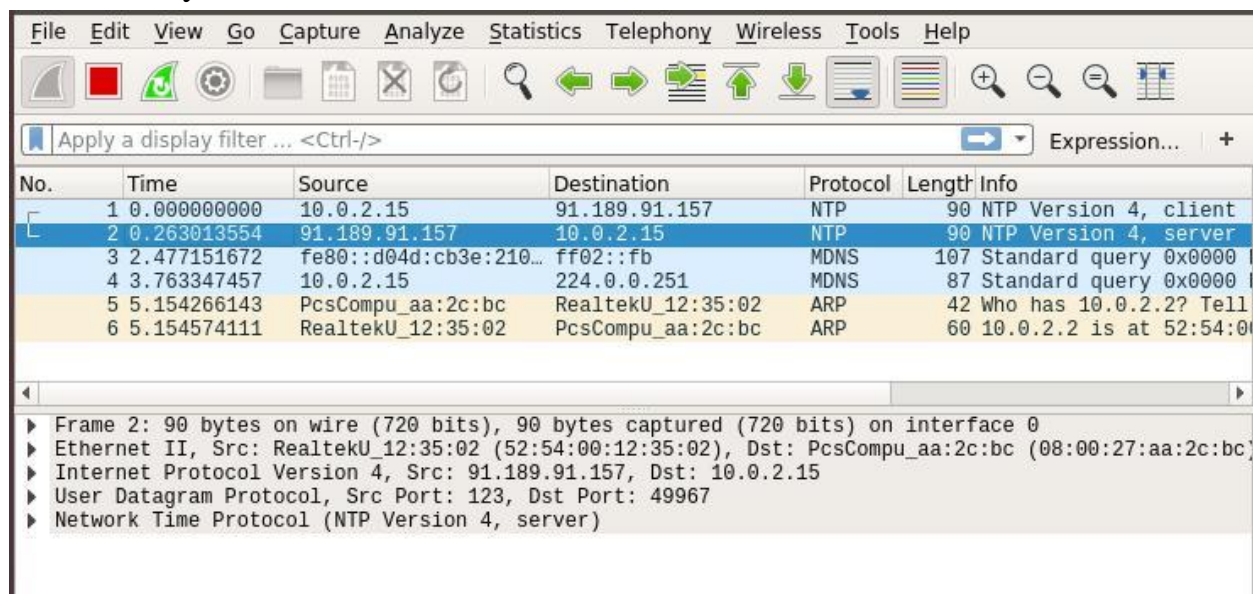 File Edit View Go Capture Analyze Statistics Telephony Wireless Tools Help
Apply a display filter ... <Ctrl-/> Expression... +
No. Time Source Destination Protocol Length Info
1 0.000000000 10.0.2.15 91.189.91.157 NTP 90 NTP Version 4, client
2 0.263013554 91.189.91.157 10.0.2.15 NTP 90 NTP Version 4, server
3 2.477151672 fe80::d04d:cb3e:210… ff02::fb MDNS 107 Standard query 0x0000
4 3.763347457 10.0.2.15 224.0.0.251 MDNS 87 Standard query 0x0000
5 5.154266143 PcsCompu_aa:2c:bc RealtekU_12:35:02 ARP 42 Who has 10.0.2.2? Tell
6 5.154574111 RealtekU_12:35:02 PcsCompu_aa:2c:bc ARP 60 10.0.2.2 is at 52:54:00
Frame 2: 90 bytes on wire (720 bits), 90 bytes captured (720 bits) on interface 0
Ethernet II, Src: RealtekU_12:35:02 (52:54:00:12:35:02), Dst: PcsCompu_aa:2c:bc (08:00:27:aa:2c:bc)
Internet Protocol Version 4, Src: 91.189.91.157, Dst: 10.0.2.15
User Datagram Protocol, Src Port: 123, Dst Port: 49967
Network Time Protocol (NTP Version 4, server)